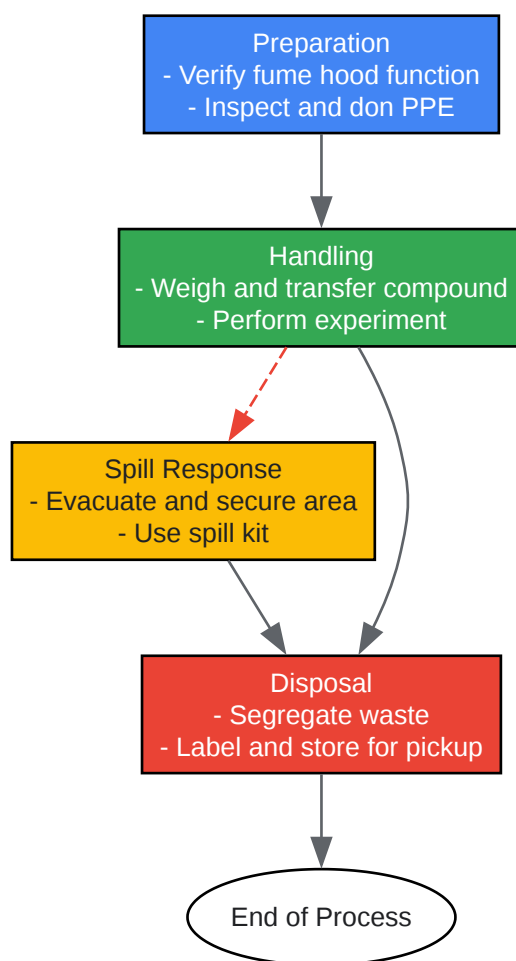 Preparation
- Verify fume hood function
- Inspect and don PPE
Handling
- Weigh and transfer compound
- Perform experiment
Spill Response
- Evacuate and secure area
- Use spill kit
Disposal
- Segregate waste
- Label and store for pickup
End of Process